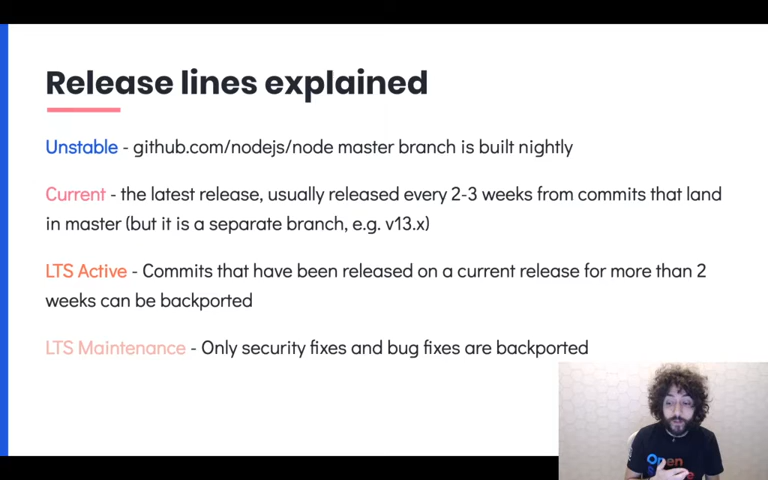 Release lines explained
Unstable - github.com/nodejs/node master branch is built nightly
Current - the latest release, usually released every 2-3 weeks from commits that land
in master (but it is a separate branch, e.g. v13.x)
LTS Active - Commits that have been released on a current release for more than 2
weeks can be backported
LTS Maintenance - Only security fixes and bug fixes are backported
Open